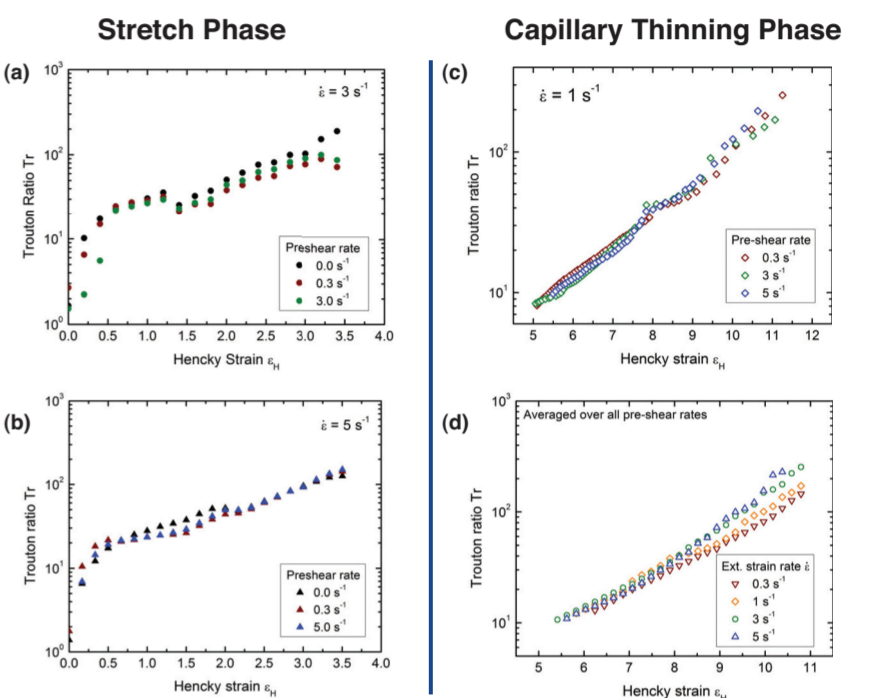 Stretch Phase
Capillary Thinning Phase
(a)
10³
10²
10¹
10⁰
Trouton Ratio Tr
ε̇ = 3 s⁻¹
Preshear rate
0.0 s⁻¹
0.3 s⁻¹
3.0 s⁻¹
0.0 0.5 1.0 1.5 2.0 2.5 3.0 3.5 4.0
Hencky Strain ε_H
(c)
10²
10¹
Trouton ratio Tr
ε̇ = 1 s⁻¹
Pre-shear rate
0.3 s⁻¹
3 s⁻¹
5 s⁻¹
5 6 7 8 9 10 11 12
Hencky strain ε_H
(b)
10³
10²
10¹
10⁰
Trouton ratio Tr
ε̇ = 5 s⁻¹
Preshear rate
0.0 s⁻¹
0.3 s⁻¹
5.0 s⁻¹
0.0 0.5 1.0 1.5 2.0 2.5 3.0 3.5 4.0
Hencky strain ε_H
(d)
10³
10²
10¹
Trouton ratio Tr
Averaged over all pre-shear rates
Ext. strain rate ε̇
0.3 s⁻¹
1 s⁻¹
3 s⁻¹
5 s⁻¹
5 6 7 8 9 10 11
Hencky strain ε_H